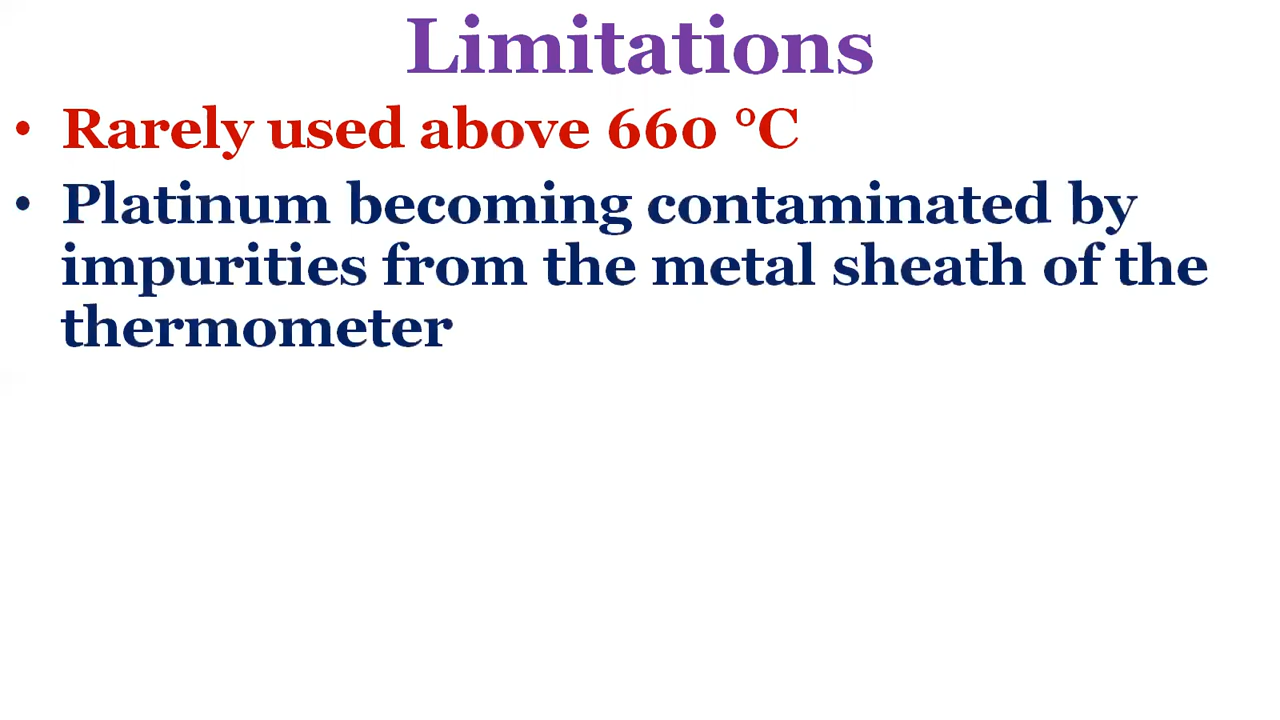 Limitations
• Rarely used above 660 °C
• Platinum becoming contaminated by
impurities from the metal sheath of the
thermometer